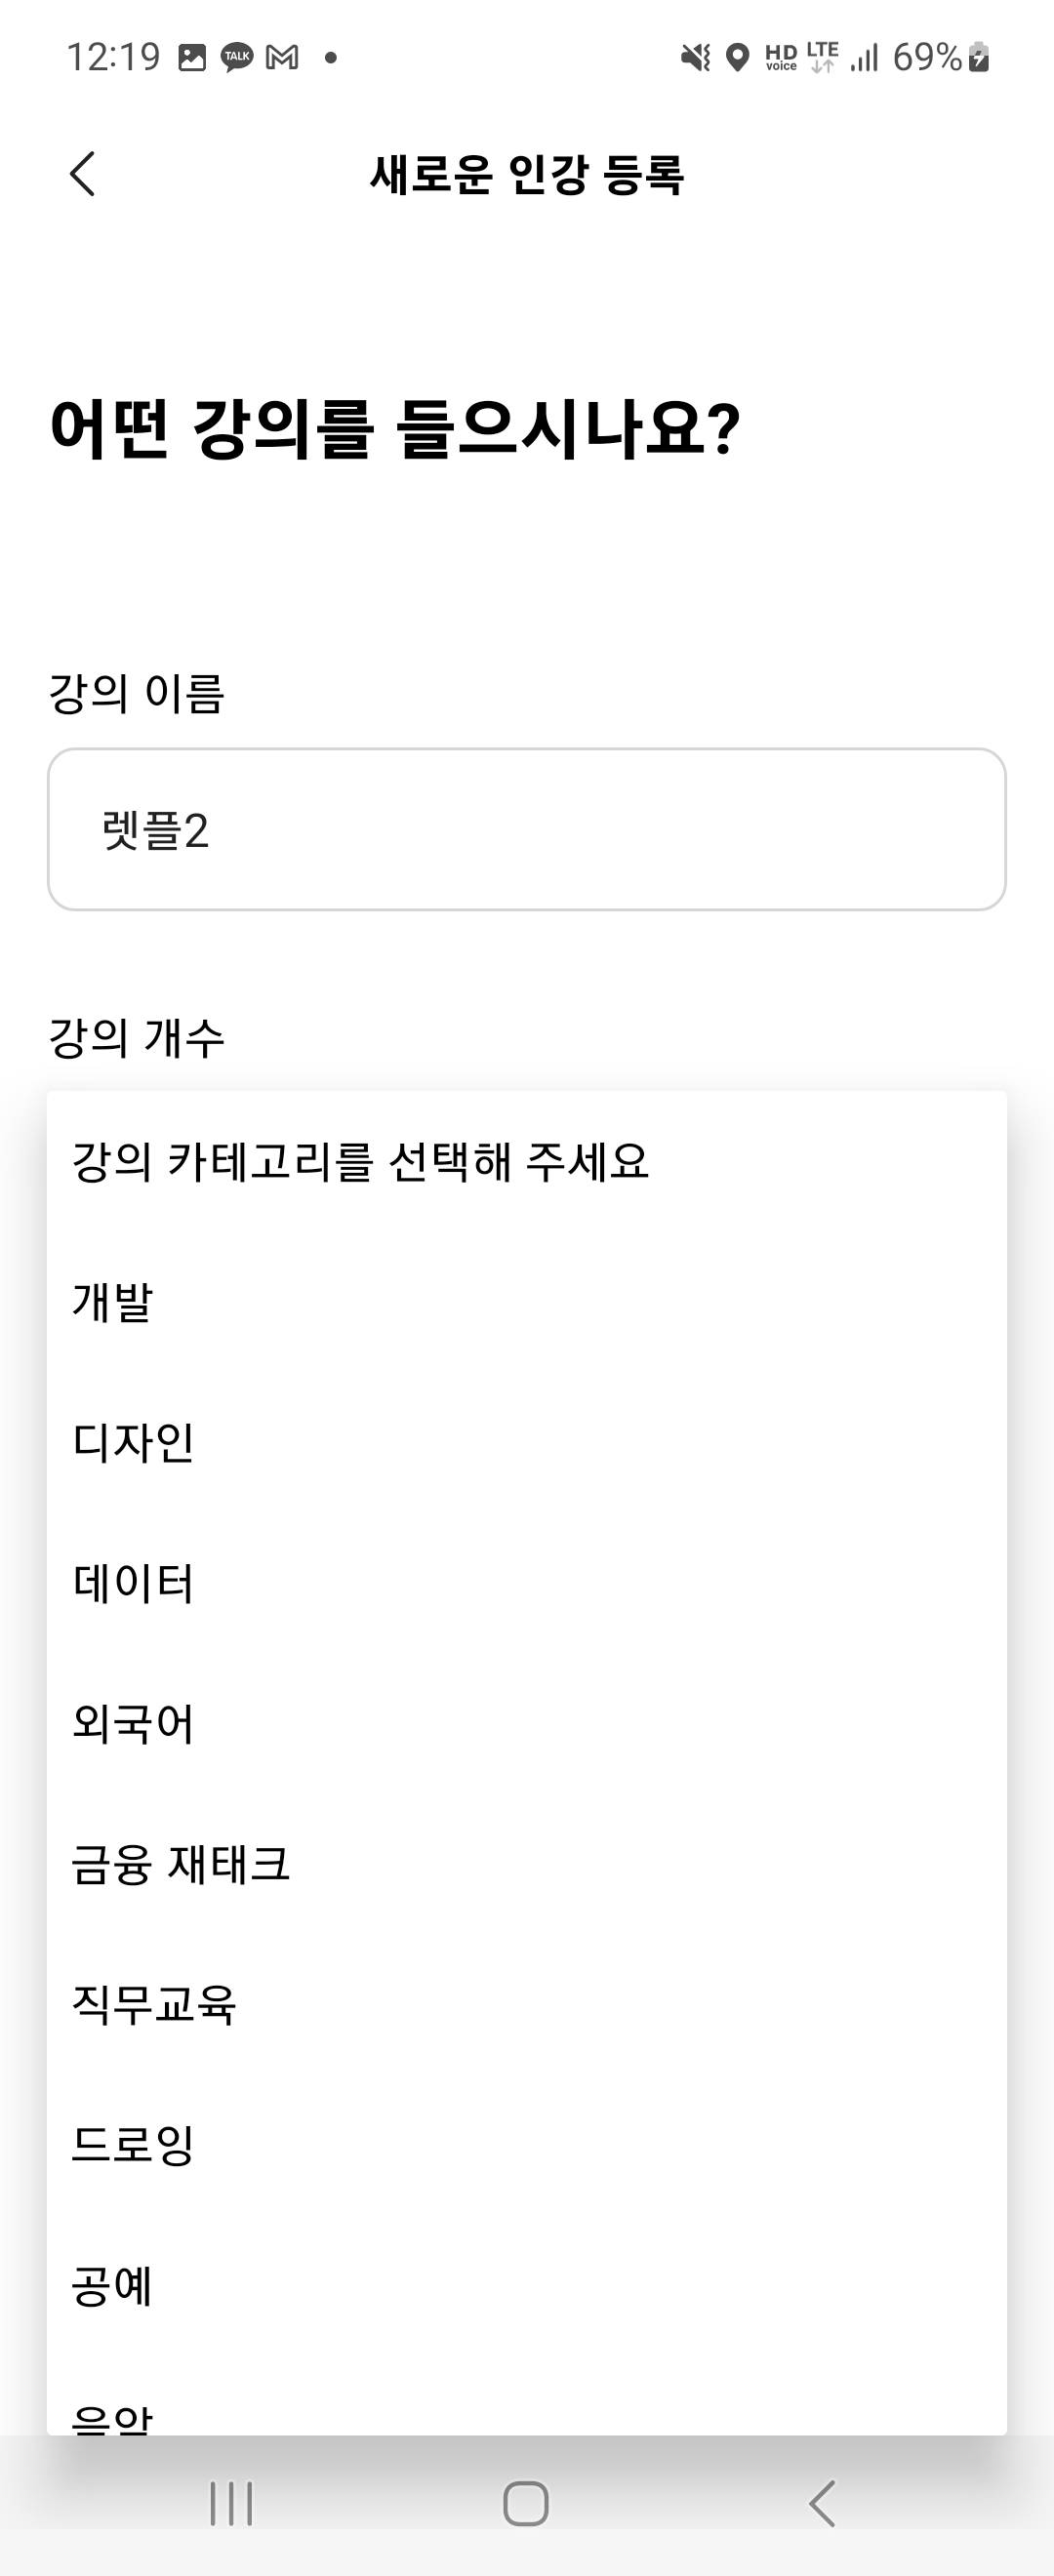 12:19 TALK HD voice LTE 69%
새로운 인강 등록
어떤 강의를 들으시나요?
강의 이름
렛플2
강의 개수
강의 카테고리를 선택해 주세요
개발
디자인
데이터
외국어
금융 재태크
직무교육
드로잉
공예